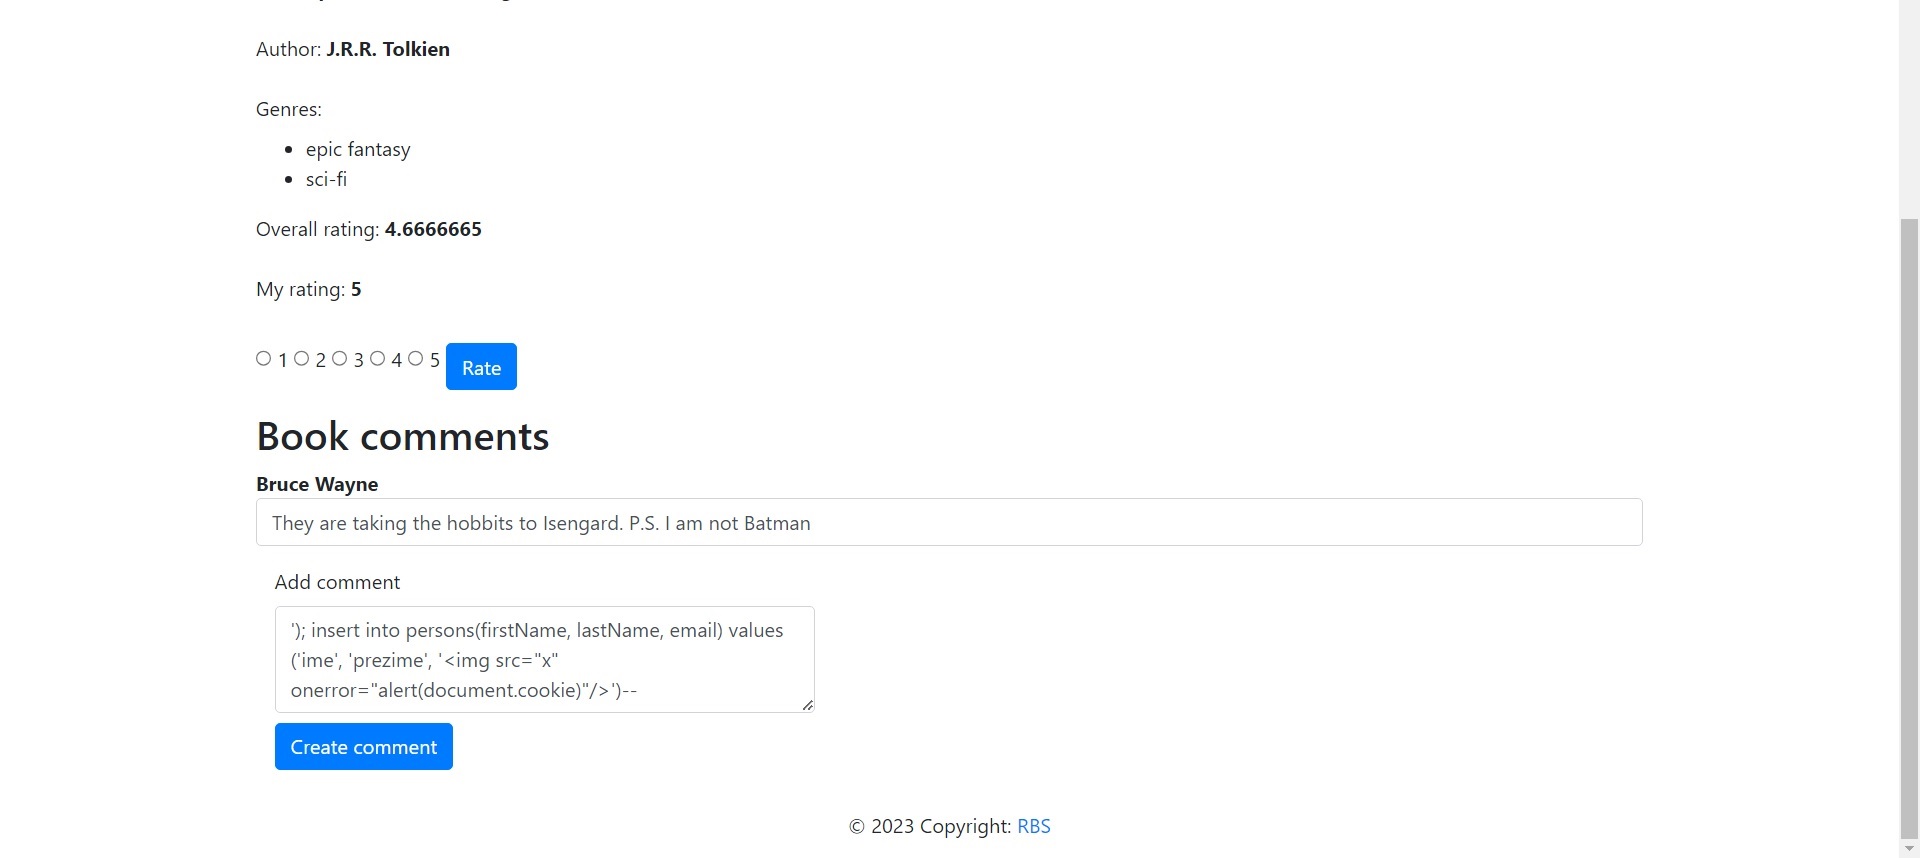 Author: J.R.R. Tolkien
Genres:
epic fantasy
sci-fi
Overall rating: 4.6666665
My rating: 5
1 2 3 4 5 Rate
Book comments
Bruce Wayne
They are taking the hobbits to Isengard. P.S. I am not Batman
Add comment
'); insert into persons(firstName, lastName, email) values
('ime', 'prezime', '<img src="x"
onerror="alert(document.cookie)"/>')--
Create comment
© 2023 Copyright: RBS